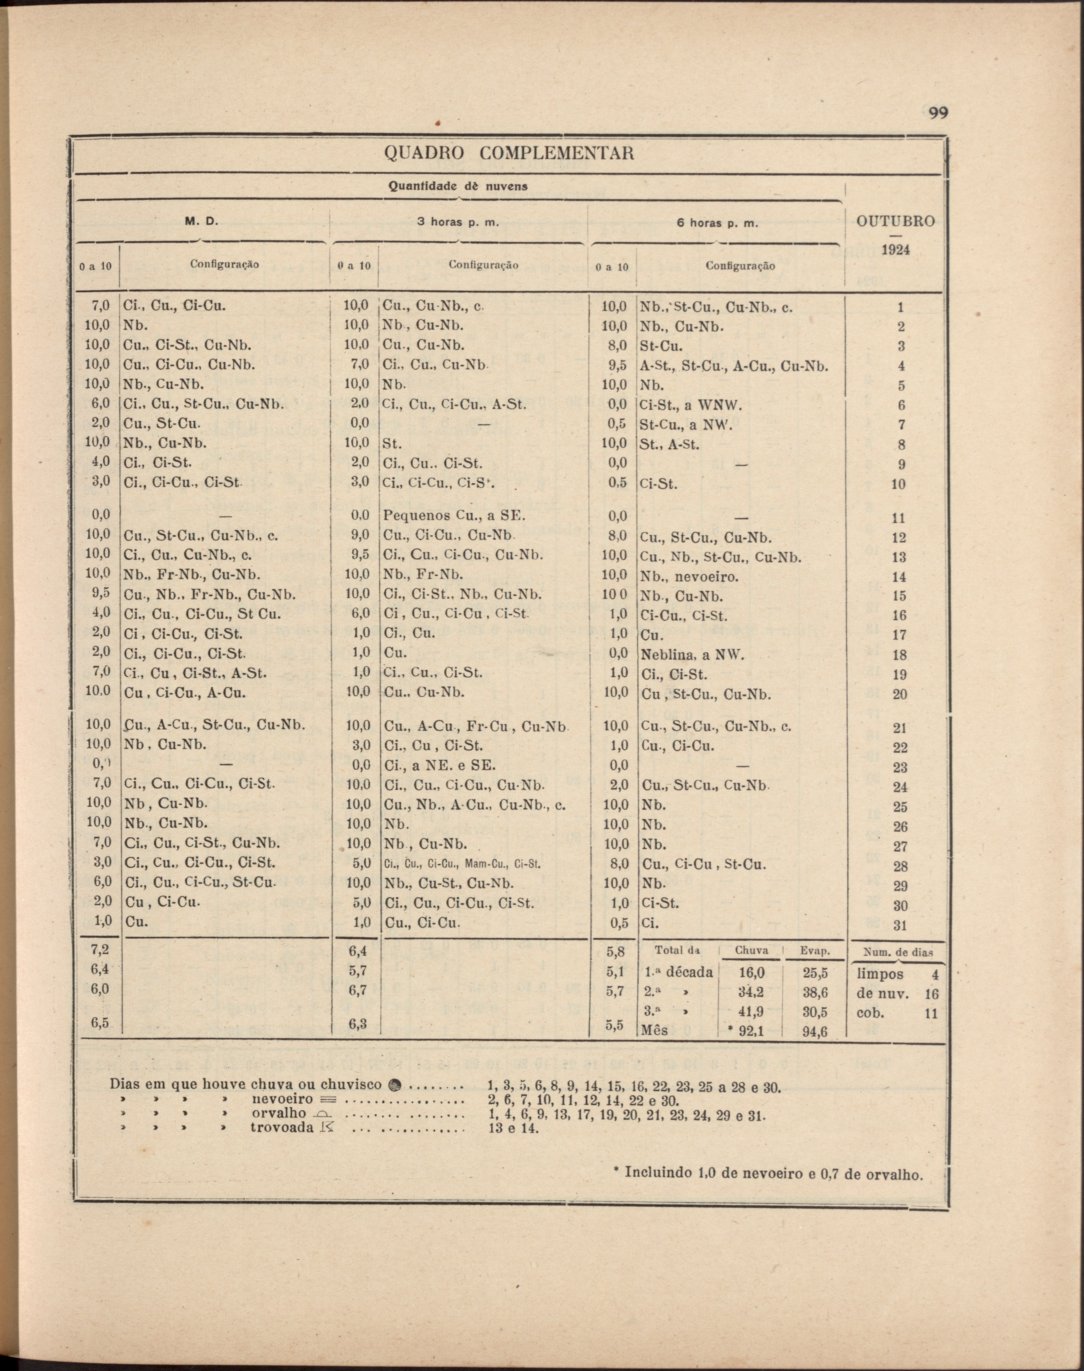 99
QUADRO COMPLEMENTAR
Quantidade dè nuvens
M. D. 3 horas p. m. 6 horas p. m. OUTUBRO
1924
0 a 10 Configuração 0 a 10 Configuração 0 a 10 Configuração
7,0 Ci., Cu., Ci-Cu. 10,0 Cu., Cu-Nb., c. 10,0 Nb., St-Cu., Cu-Nb., c. 1
10,0 Nb. 10,0 Nb., Cu-Nb. 10,0 Nb., Cu-Nb. 2
10,0 Cu., Ci-St., Cu-Nb. 10,0 Cu., Cu-Nb. 8,0 St-Cu. 3
10,0 Cu., Ci-Cu., Cu-Nb. 7,0 Ci., Cu., Cu-Nb. 9,5 A-St., St-Cu., A-Cu., Cu-Nb. 4
10,0 Nb., Cu-Nb. 10,0 Nb. 10,0 Nb. 5
6,0 Ci., Cu., St-Cu., Cu-Nb. 2,0 Ci., Cu., Ci-Cu., A-St. 0,0 Ci-St., a WNW. 6
2,0 Cu., St-Cu. 0,0 — 0,5 St-Cu., a NW. 7
10,0 Nb., Cu-Nb. 10,0 St. 10,0 St., A-St. 8
4,0 Ci., Ci-St. 2,0 Ci., Cu., Ci-St. 0,0 — 9
3,0 Ci., Ci-Cu., Ci-St. 3,0 Ci., Ci-Cu., Ci-S'. 0,5 Ci-St. 10
0,0 — 0,0 Pequenos Cu., a SE. 0,0 — 11
10,0 Cu., St-Cu., Cu-Nb., c. 9,0 Cu., Ci-Cu., Cu-Nb. 8,0 Cu., St-Cu., Cu-Nb. 12
10,0 Ci., Cu., Cu-Nb., c. 9,5 Ci., Cu., Ci-Cu., Cu-Nb. 10,0 Cu., Nb., St-Cu., Cu-Nb. 13
10,0 Nb., Fr-Nb., Cu-Nb. 10,0 Nb., Fr-Nb. 10,0 Nb., nevoeiro. 14
9,5 Cu., Nb., Fr-Nb., Cu-Nb. 10,0 Ci., Ci-St., Nb., Cu-Nb. 10 0 Nb., Cu-Nb. 15
4,0 Ci., Cu., Ci-Cu., St Cu. 6,0 Ci , Cu., Ci-Cu , Ci-St. 1,0 Ci-Cu., Ci-St. 16
2,0 Ci , Ci-Cu., Ci-St. 1,0 Ci., Cu. 1,0 Cu. 17
2,0 Ci., Ci-Cu., Ci-St. 1,0 Cu. 0,0 Neblina, a NW. 18
7,0 Ci., Cu , Ci-St., A-St. 1,0 Ci., Cu., Ci-St. 1,0 Ci., Ci-St. 19
10.0 Cu , Ci-Cu., A-Cu. 10,0 Cu., Cu-Nb. 10,0 Cu , St-Cu., Cu-Nb. 20
10,0 Cu., A-Cu., St-Cu., Cu-Nb. 10,0 Cu., A-Cu , Fr-Cu , Cu-Nb. 10,0 Cu., St-Cu., Cu-Nb., c. 21
10,0 Nb , Cu-Nb. 3,0 Ci., Cu , Ci-St. 1,0 Cu., Ci-Cu. 22
0,0 — 0,0 Ci., a NE. e SE. 0,0 — 23
7,0 Ci., Cu., Ci-Cu., Ci-St. 10,0 Ci., Cu., Ci-Cu., Cu-Nb. 2,0 Cu., St-Cu., Cu-Nb. 24
10,0 Nb , Cu-Nb. 10,0 Cu., Nb., A-Cu., Cu-Nb., c. 10,0 Nb. 25
10,0 Nb., Cu-Nb. 10,0 Nb. 10,0 Nb. 26
7,0 Ci., Cu., Ci-St., Cu-Nb. 10,0 Nb , Cu-Nb. 10,0 Nb. 27
3,0 Ci., Cu., Ci-Cu., Ci-St. 5,0 Ci., Cu., Ci-Cu., Mam-Cu., Ci-St. 8,0 Cu., Ci-Cu , St-Cu. 28
6,0 Ci., Cu., Ci-Cu., St-Cu. 10,0 Nb., Cu-St., Cu-Nb. 10,0 Nb. 29
2,0 Cu , Ci-Cu. 5,0 Ci., Cu., Ci-Cu., Ci-St. 1,0 Ci-St. 30
1,0 Cu. 1,0 Cu., Ci-Cu. 0,5 Ci. 31
7,2 6,4 5,8 Total da Chuva Evap. Num. de dias
6,4 5,7 5,1 1.ª década 16,0 25,5 limpos 4
6,0 6,7 5,7 2.ª » 34,2 38,6 de nuv. 16
3.ª » 41,9 30,5 cob. 11
6,5 6,3 5,5 Mês * 92,1 94,6
Dias em que houve chuva ou chuvisco ........ 1, 3, 5, 6, 8, 9, 14, 15, 16, 22, 23, 25 a 28 e 30.
» » » » nevoeiro ................. 2, 6, 7, 10, 11, 12, 14, 22 e 30.
» » » » orvalho ................ 1, 4, 6, 9, 13, 17, 19, 20, 21, 23, 24, 29 e 31.
» » » » trovoada ............... 13 e 14.
* Incluindo 1,0 de nevoeiro e 0,7 de orvalho.